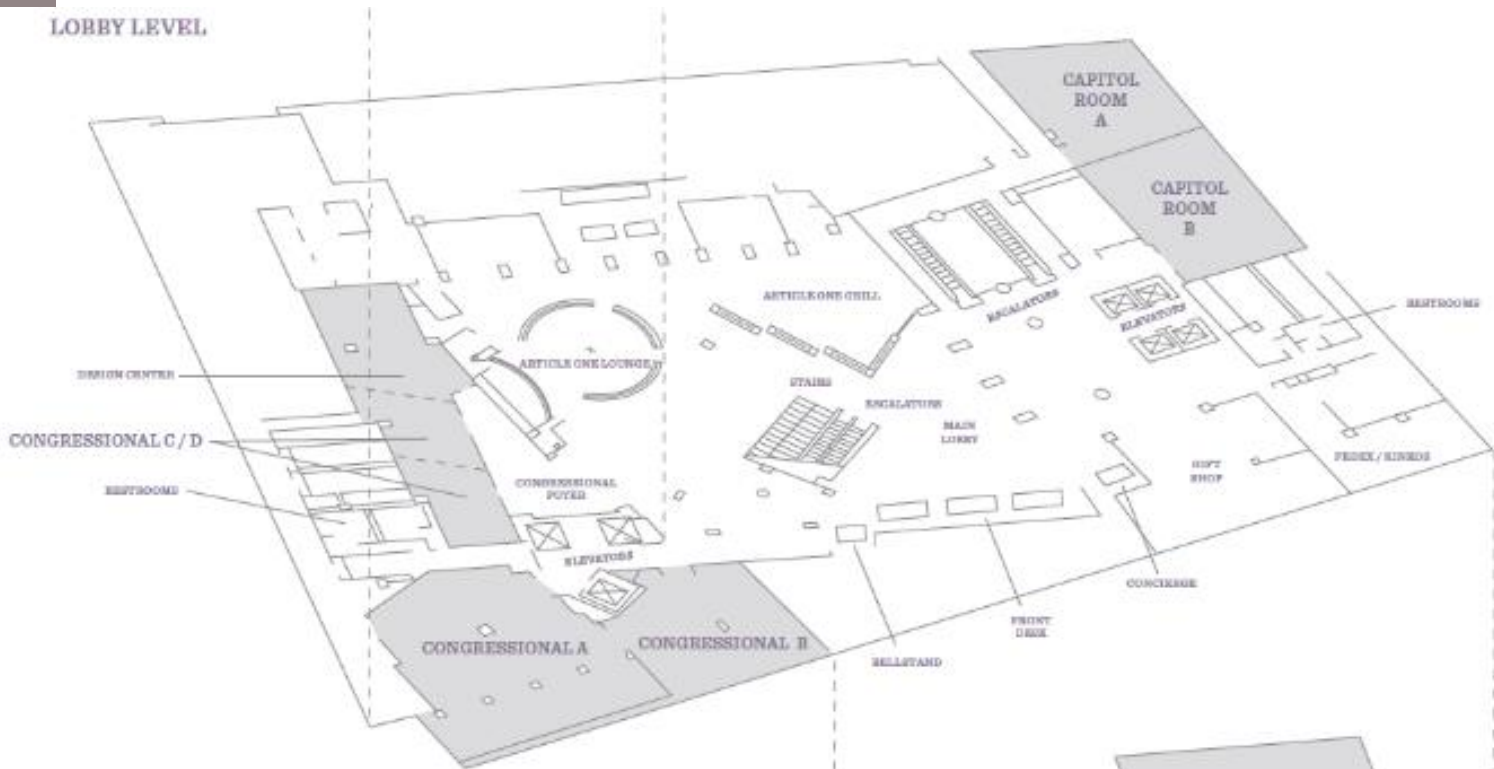 LOBBY LEVEL
CAPITOL
ROOM
A
CAPITOL
ROOM
B
ARTICLE ONE GRILL
ESCALATORS
ELEVATORS
RESTROOMS
ARTICLE ONE LOUNGE
DESIGN CENTER
STAIRS
ESCALATORS
MAIN
LOBBY
CONGRESSIONAL C / D
GIFT
SHOP
FEDEX / KINKOS
RESTROOMS
CONGRESSIONAL
FOYER
ELEVATORS
CONCIERGE
FRONT
DESK
CONGRESSIONAL A
CONGRESSIONAL B
BELLSTAND